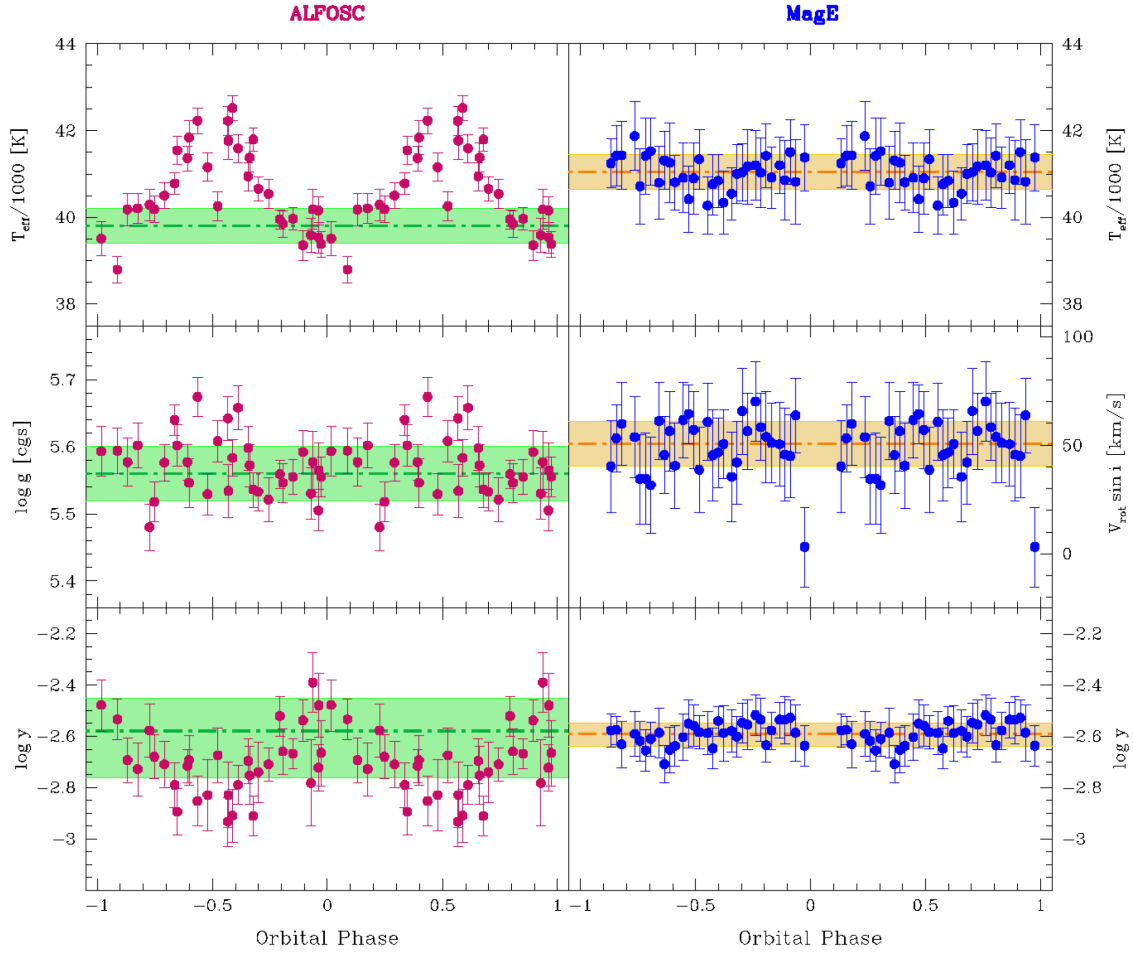 ALFOSC MagE
44 44
42 42
40 40
38 38
T_eff/1000 [K] T_eff/1000 [K]
5.7 100
5.6 50
5.5 0
5.4
log g [cgs] V_rot sin i [km/s]
−2.2 −2.2
−2.4 −2.4
−2.6 −2.6
−2.8 −2.8
−3 −3
log y log y
−1 −0.5 0 0.5 1 −1 −0.5 0 0.5 1
Orbital Phase Orbital Phase